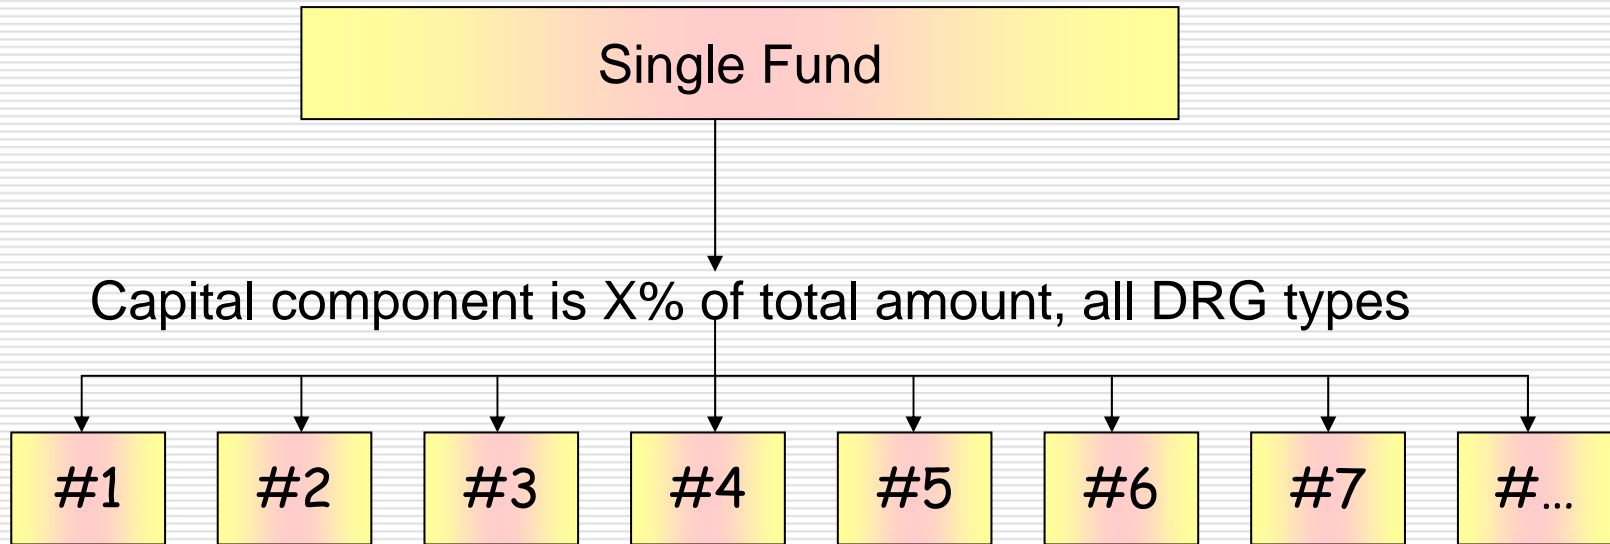 Single Fund
Capital component is X% of total amount, all DRG types
#1 #2 #3 #4 #5 #6 #7 #...